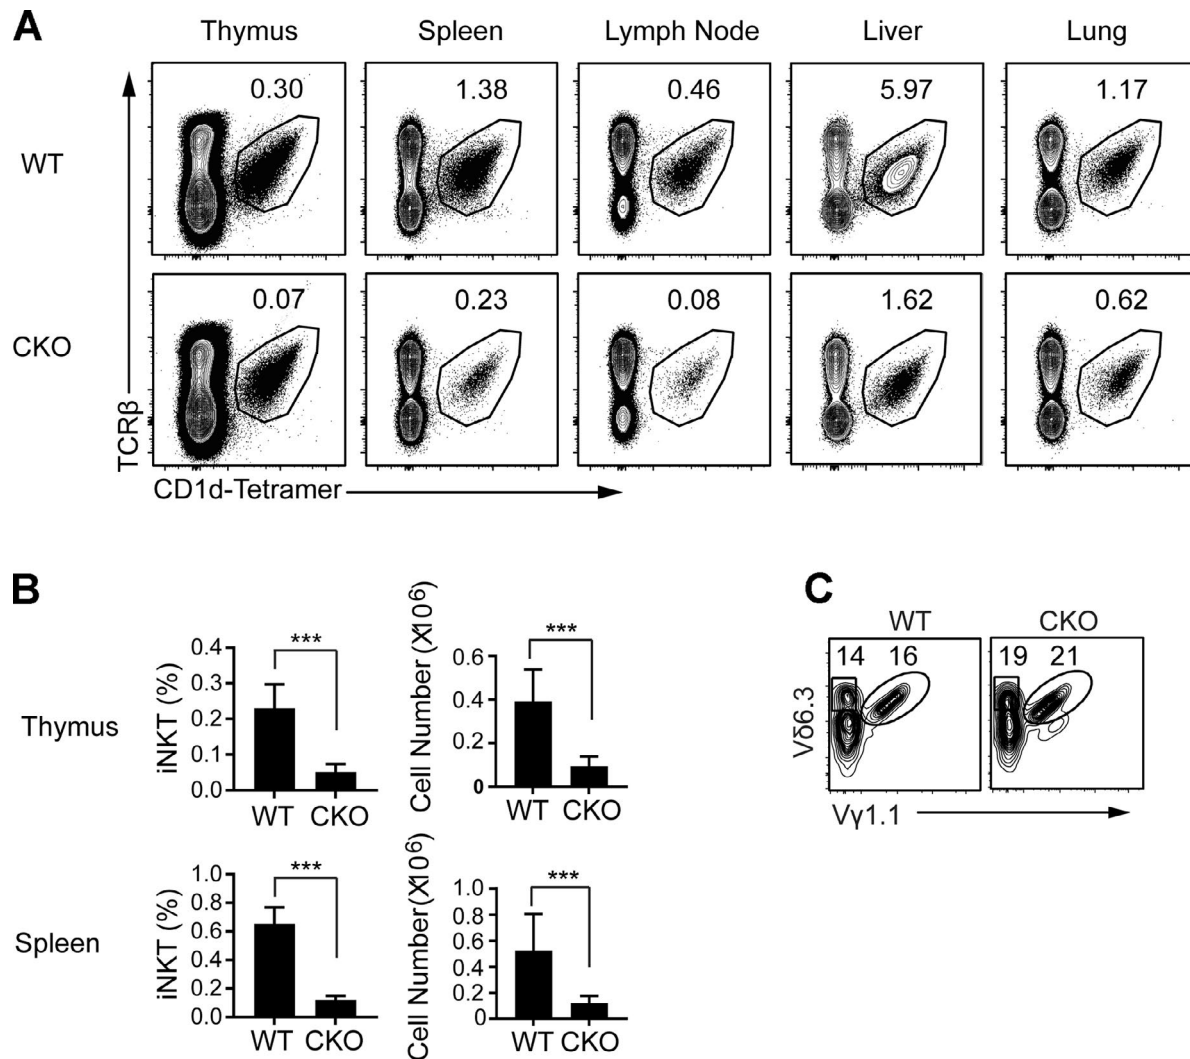 A
Thymus Spleen Lymph Node Liver Lung
WT
0.30 1.38 0.46 5.97 1.17
CKO
0.07 0.23 0.08 1.62 0.62
TCRβ
CD1d-Tetramer
B
Thymus
iNKT (%)
0.4
0.3
0.2
0.1
0.0
***
WT CKO
Cell Number (X10⁶)
0.6
0.4
0.2
0
***
WT CKO
Spleen
iNKT (%)
1.0
0.8
0.6
0.4
0.2
0.0
***
WT CKO
Cell Number(X10⁶)
1.0
0.8
0.6
0.4
0.2
0
***
WT CKO
C
WT CKO
14 16 19 21
Vδ6.3
Vγ1.1